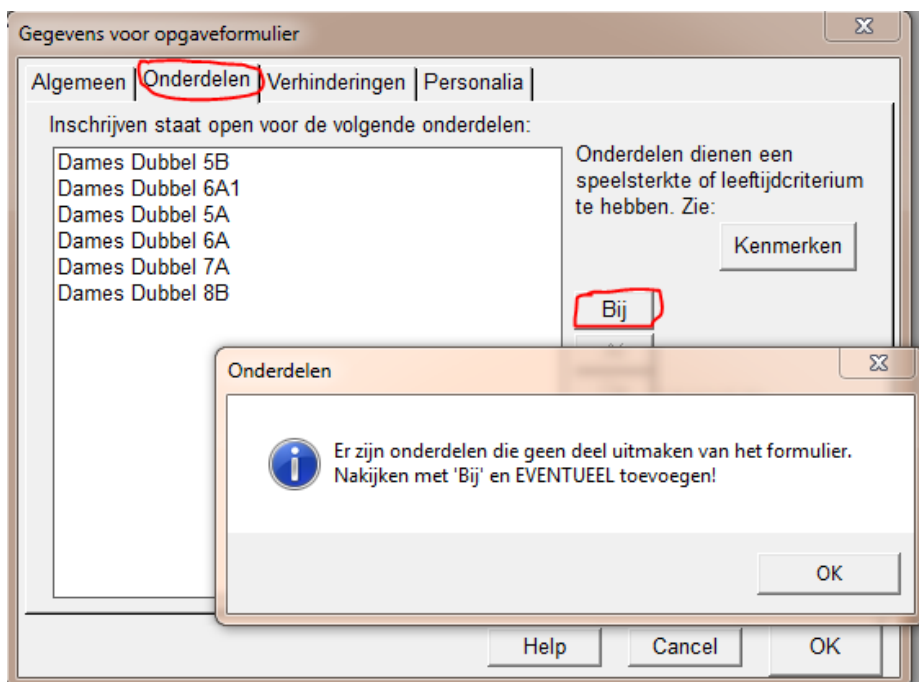 Gegevens voor opgaveformulier
Algemeen Onderdelen Verhinderingen Personalia
Inschrijven staat open voor de volgende onderdelen:
Dames Dubbel 5B
Dames Dubbel 6A1
Dames Dubbel 5A
Dames Dubbel 6A
Dames Dubbel 7A
Dames Dubbel 8B
Onderdelen dienen een
speelsterkte of leeftijdcriterium
te hebben. Zie:
Kenmerken
Bij
Onderdelen
Er zijn onderdelen die geen deel uitmaken van het formulier.
Nakijken met 'Bij' en EVENTUEEL toevoegen!
OK
Help Cancel OK